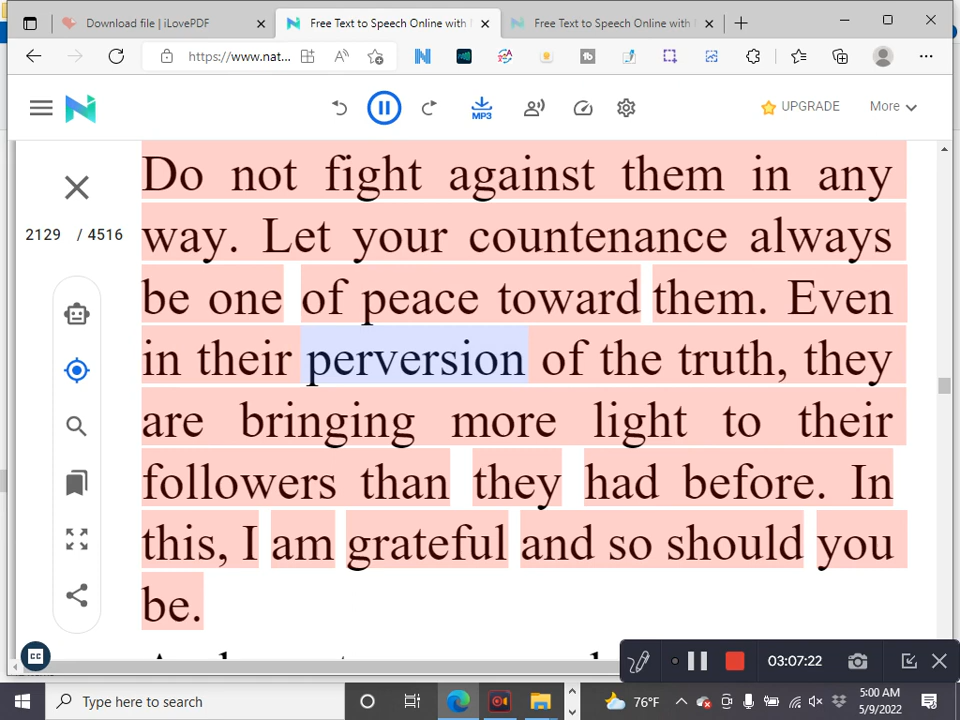 Download file | iLovePDF
Free Text to Speech Online with
Free Text to Speech Online with
https://www.nat...
MP3
UPGRADE
More
Do not fight against them in any
way. Let your countenance always
be one of peace toward them. Even
in their perversion of the truth, they
are bringing more light to their
followers than they had before. In
this, I am grateful and so should you
be.
2129 / 4516
CC
03:07:22
Type here to search
76°F
5:00 AM
5/9/2022